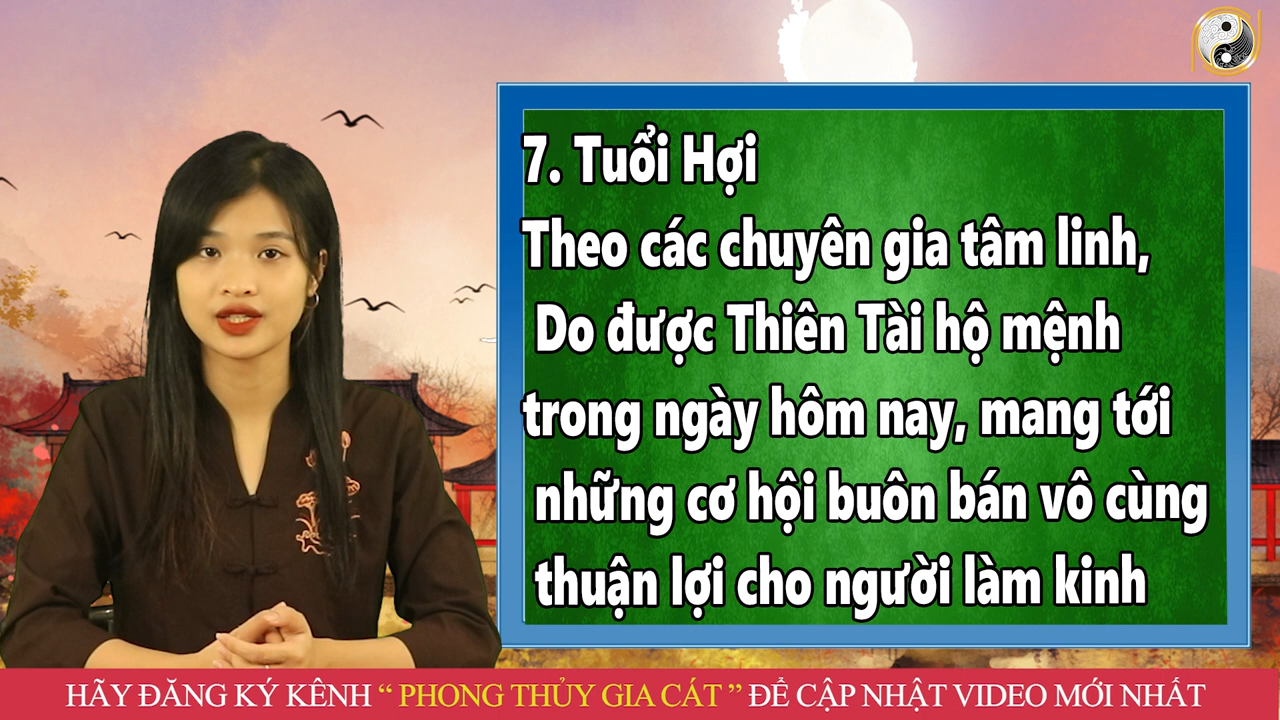 7. Tuổi Hợi
Theo các chuyên gia tâm linh,
Do được Thiên Tài hộ mệnh
trong ngày hôm nay, mang tới
những cơ hội buôn bán vô cùng
thuận lợi cho người làm kinh
HÃY ĐĂNG KÝ KÊNH “ PHONG THỦY GIA CÁT ” ĐỂ CẬP NHẬT VIDEO MỚI NHẤT